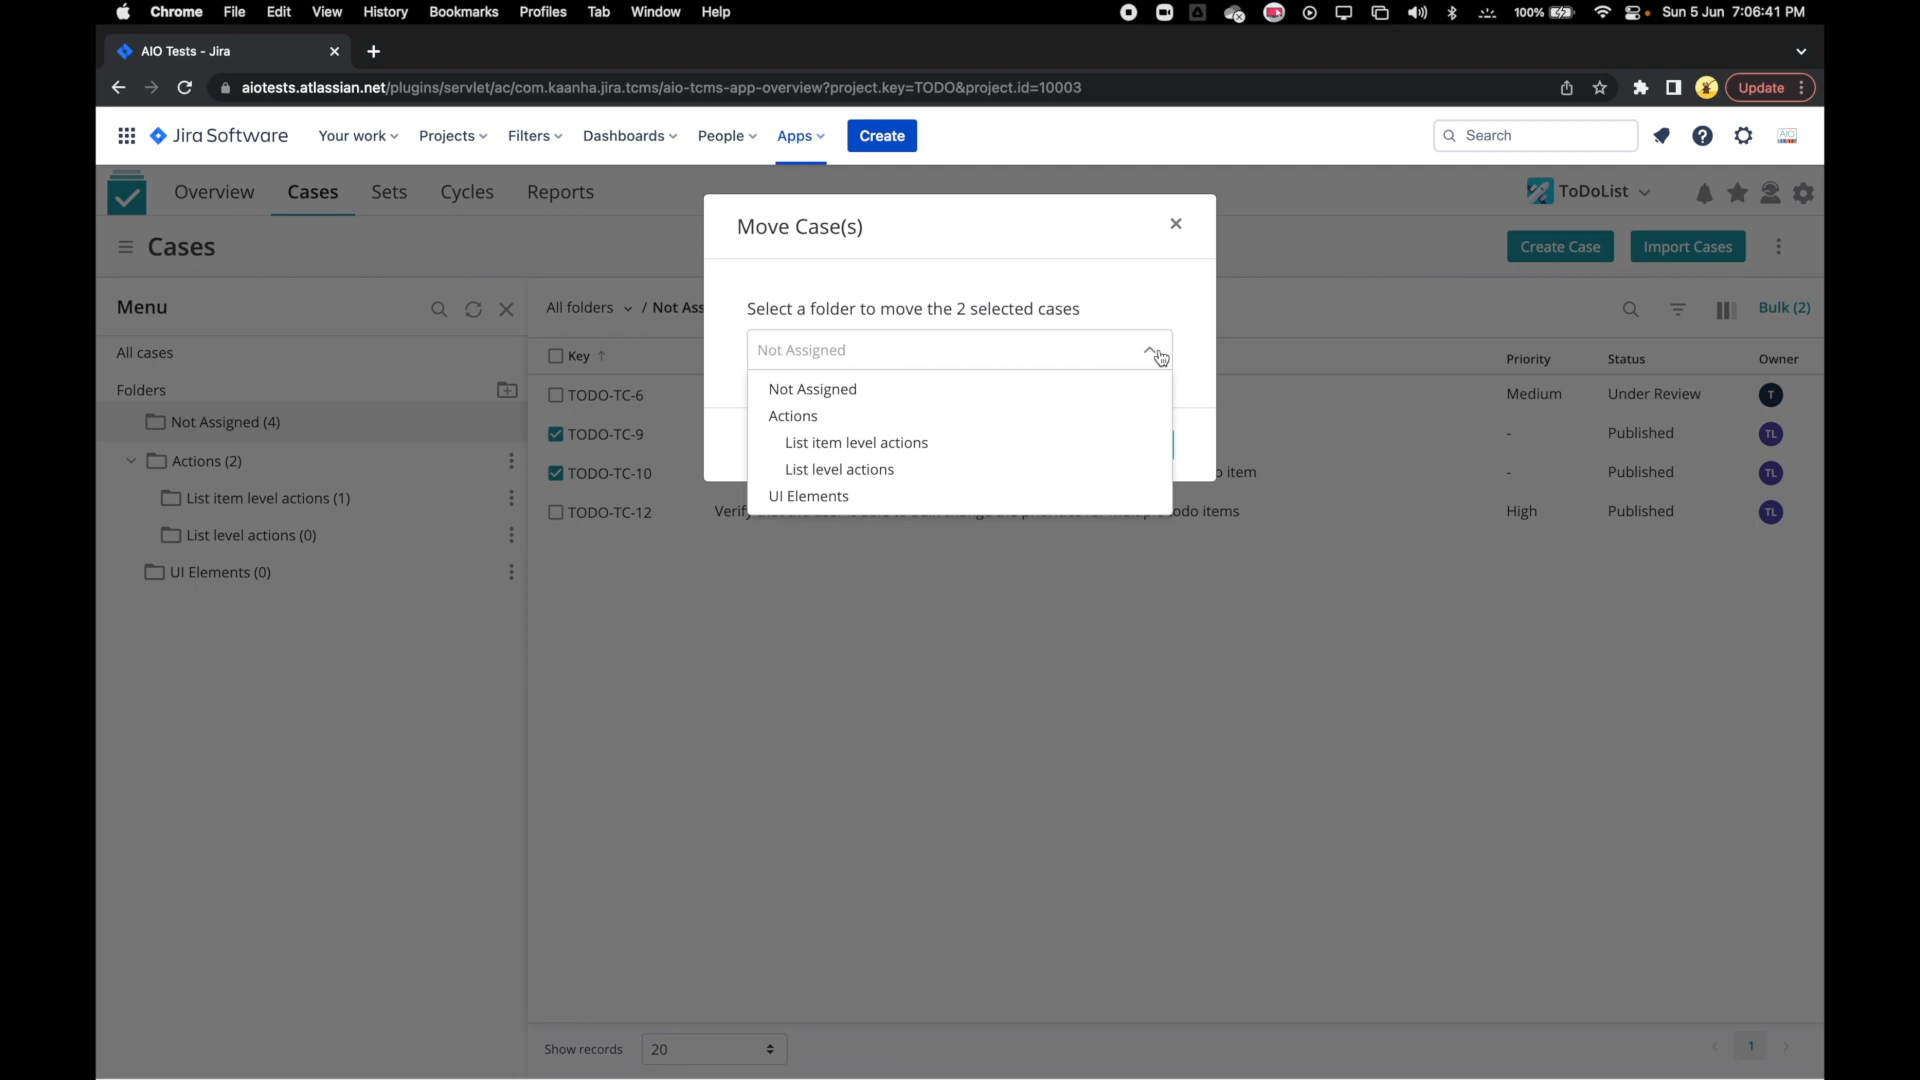 Chrome File Edit View History Bookmarks Profiles Tab Window Help 100% Sun 5 Jun 7:06:41 PM
AIO Tests - Jira
aiotests.atlassian.net/plugins/servlet/ac/com.kaanha.jira.tcms/aio-tcms-app-overview?project.key=TODO&project.id=10003 Update
Jira Software Your work Projects Filters Dashboards People Apps Create Search AIO
Overview Cases Sets Cycles Reports ToDoList
Cases Create Case Import Cases
Move Case(s)
Menu All folders / Not Ass Bulk (2)
Select a folder to move the 2 selected cases
Not Assigned
All cases Key Priority Status Owner
Folders
Not Assigned
TODO-TC-6 Medium Under Review T
Actions
Not Assigned (4)
TODO-TC-9 - Published TL
List item level actions
Actions (2)
List level actions
TODO-TC-10 o item - Published TL
List item level actions (1)
UI Elements
TODO-TC-12 odo items High Published TL
List level actions (0)
UI Elements (0)
Show records 20 1